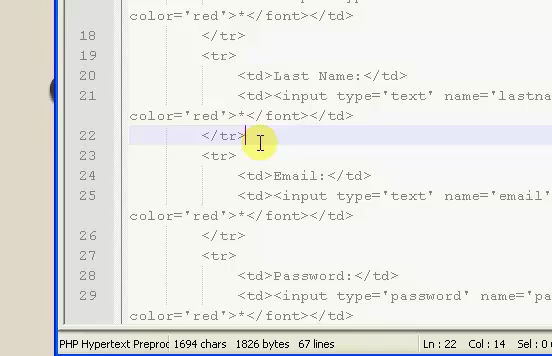 color='red'>*</font></td>
18 </tr>
19 <tr>
20 <td>Last Name:</td>
21 <td><input type='text' name='lastna
color='red'>*</font></td>
22 </tr>
23 <tr>
24 <td>Email:</td>
25 <td><input type='text' name='email'
color='red'>*</font></td>
26 </tr>
27 <tr>
28 <td>Password:</td>
29 <td><input type='password' name='pa
color='red'>*</font></td>
PHP Hypertext Preproc 1694 chars 1826 bytes 67 lines Ln : 22 Col : 14 Sel : 0